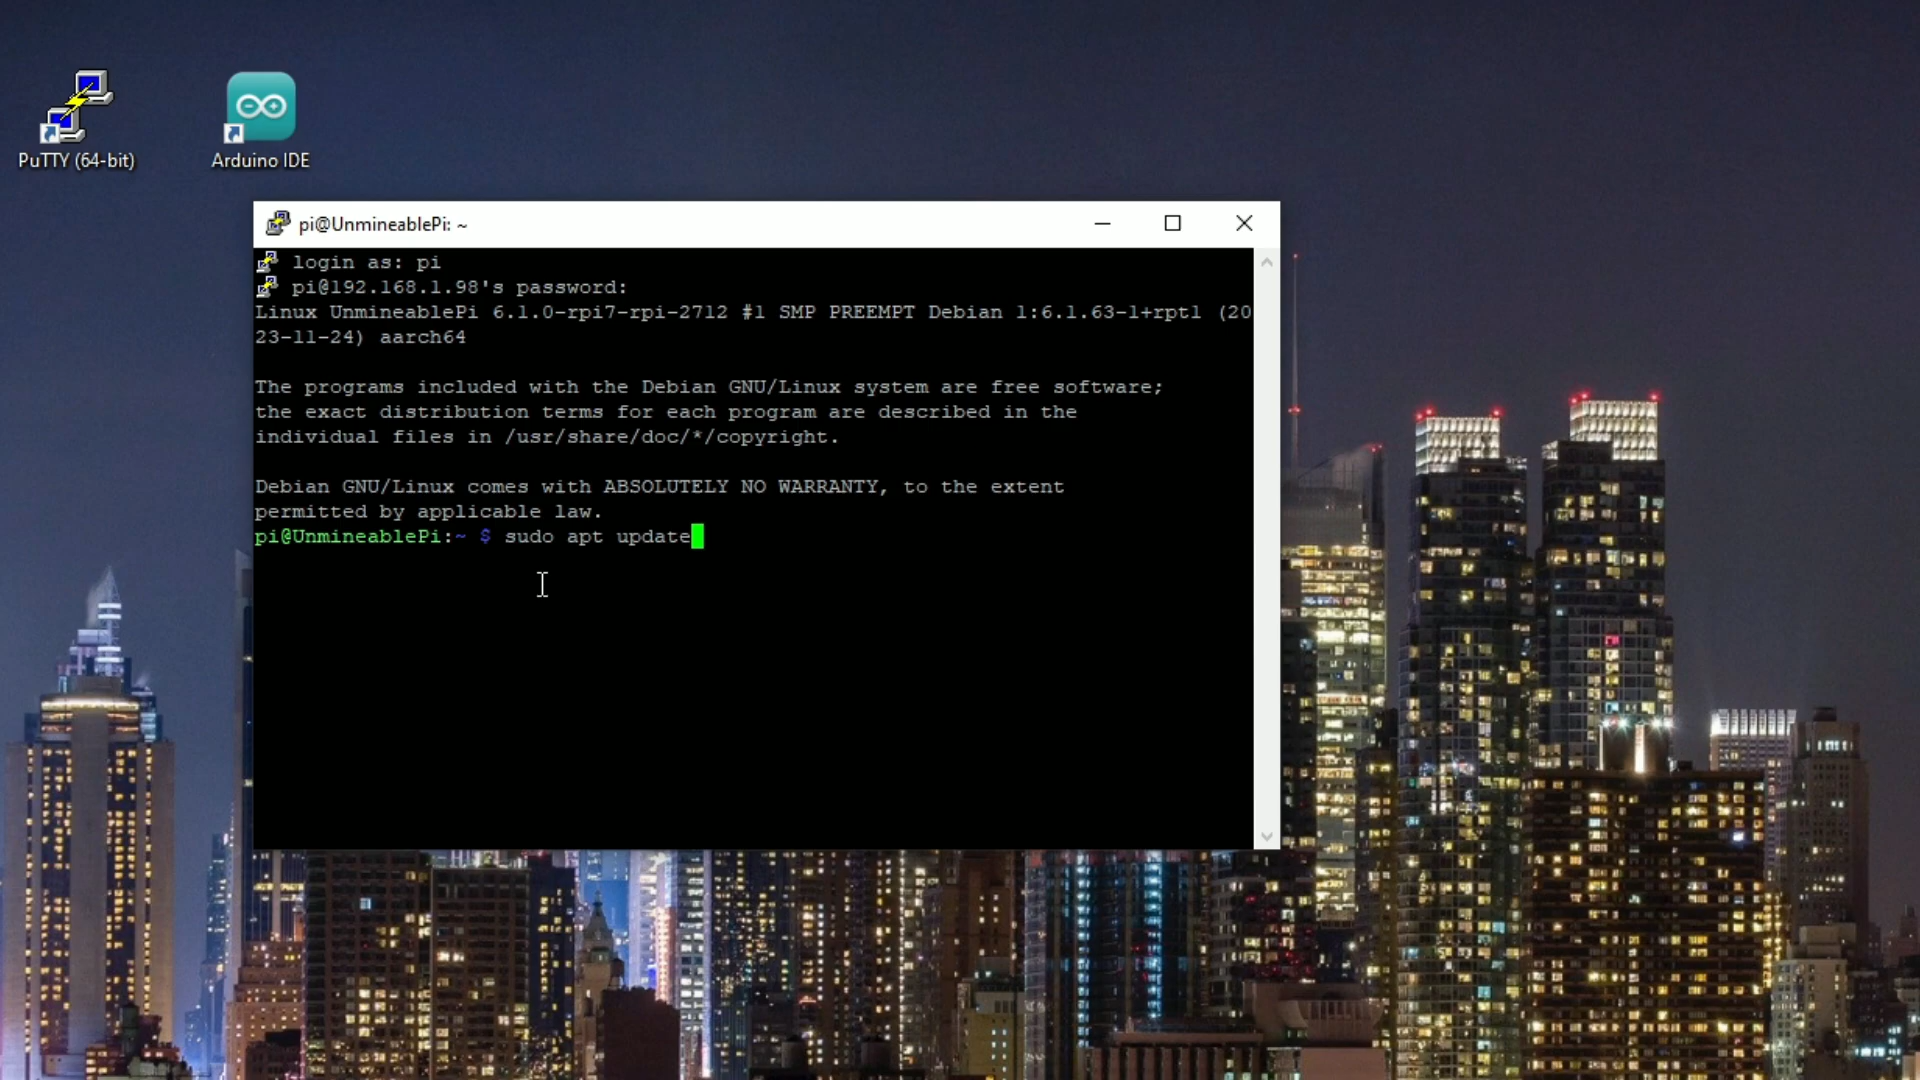 PuTTY (64-bit)
Arduino IDE
pi@UnmineablePi: ~
login as: pi
pi@192.168.1.98's password:
Linux UnmineablePi 6.1.0-rpi7-rpi-2712 #1 SMP PREEMPT Debian 1:6.1.63-1+rpt1 (20
23-11-24) aarch64
The programs included with the Debian GNU/Linux system are free software;
the exact distribution terms for each program are described in the
individual files in /usr/share/doc/*/copyright.
Debian GNU/Linux comes with ABSOLUTELY NO WARRANTY, to the extent
permitted by applicable law.
pi@UnmineablePi:~ $ sudo apt update